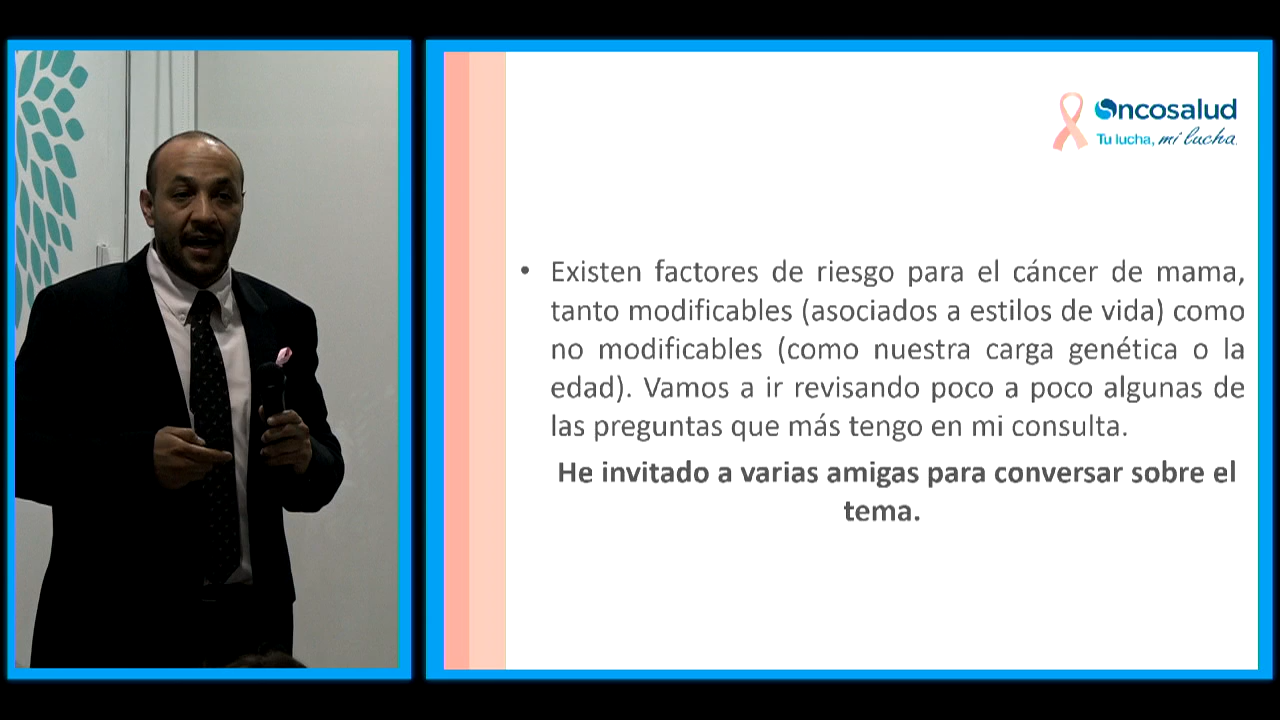 Oncosalud
Tu lucha, mi lucha.
• Existen factores de riesgo para el cáncer de mama,
tanto modificables (asociados a estilos de vida) como
no modificables (como nuestra carga genética o la
edad). Vamos a ir revisando poco a poco algunas de
las preguntas que más tengo en mi consulta.
He invitado a varias amigas para conversar sobre el
tema.